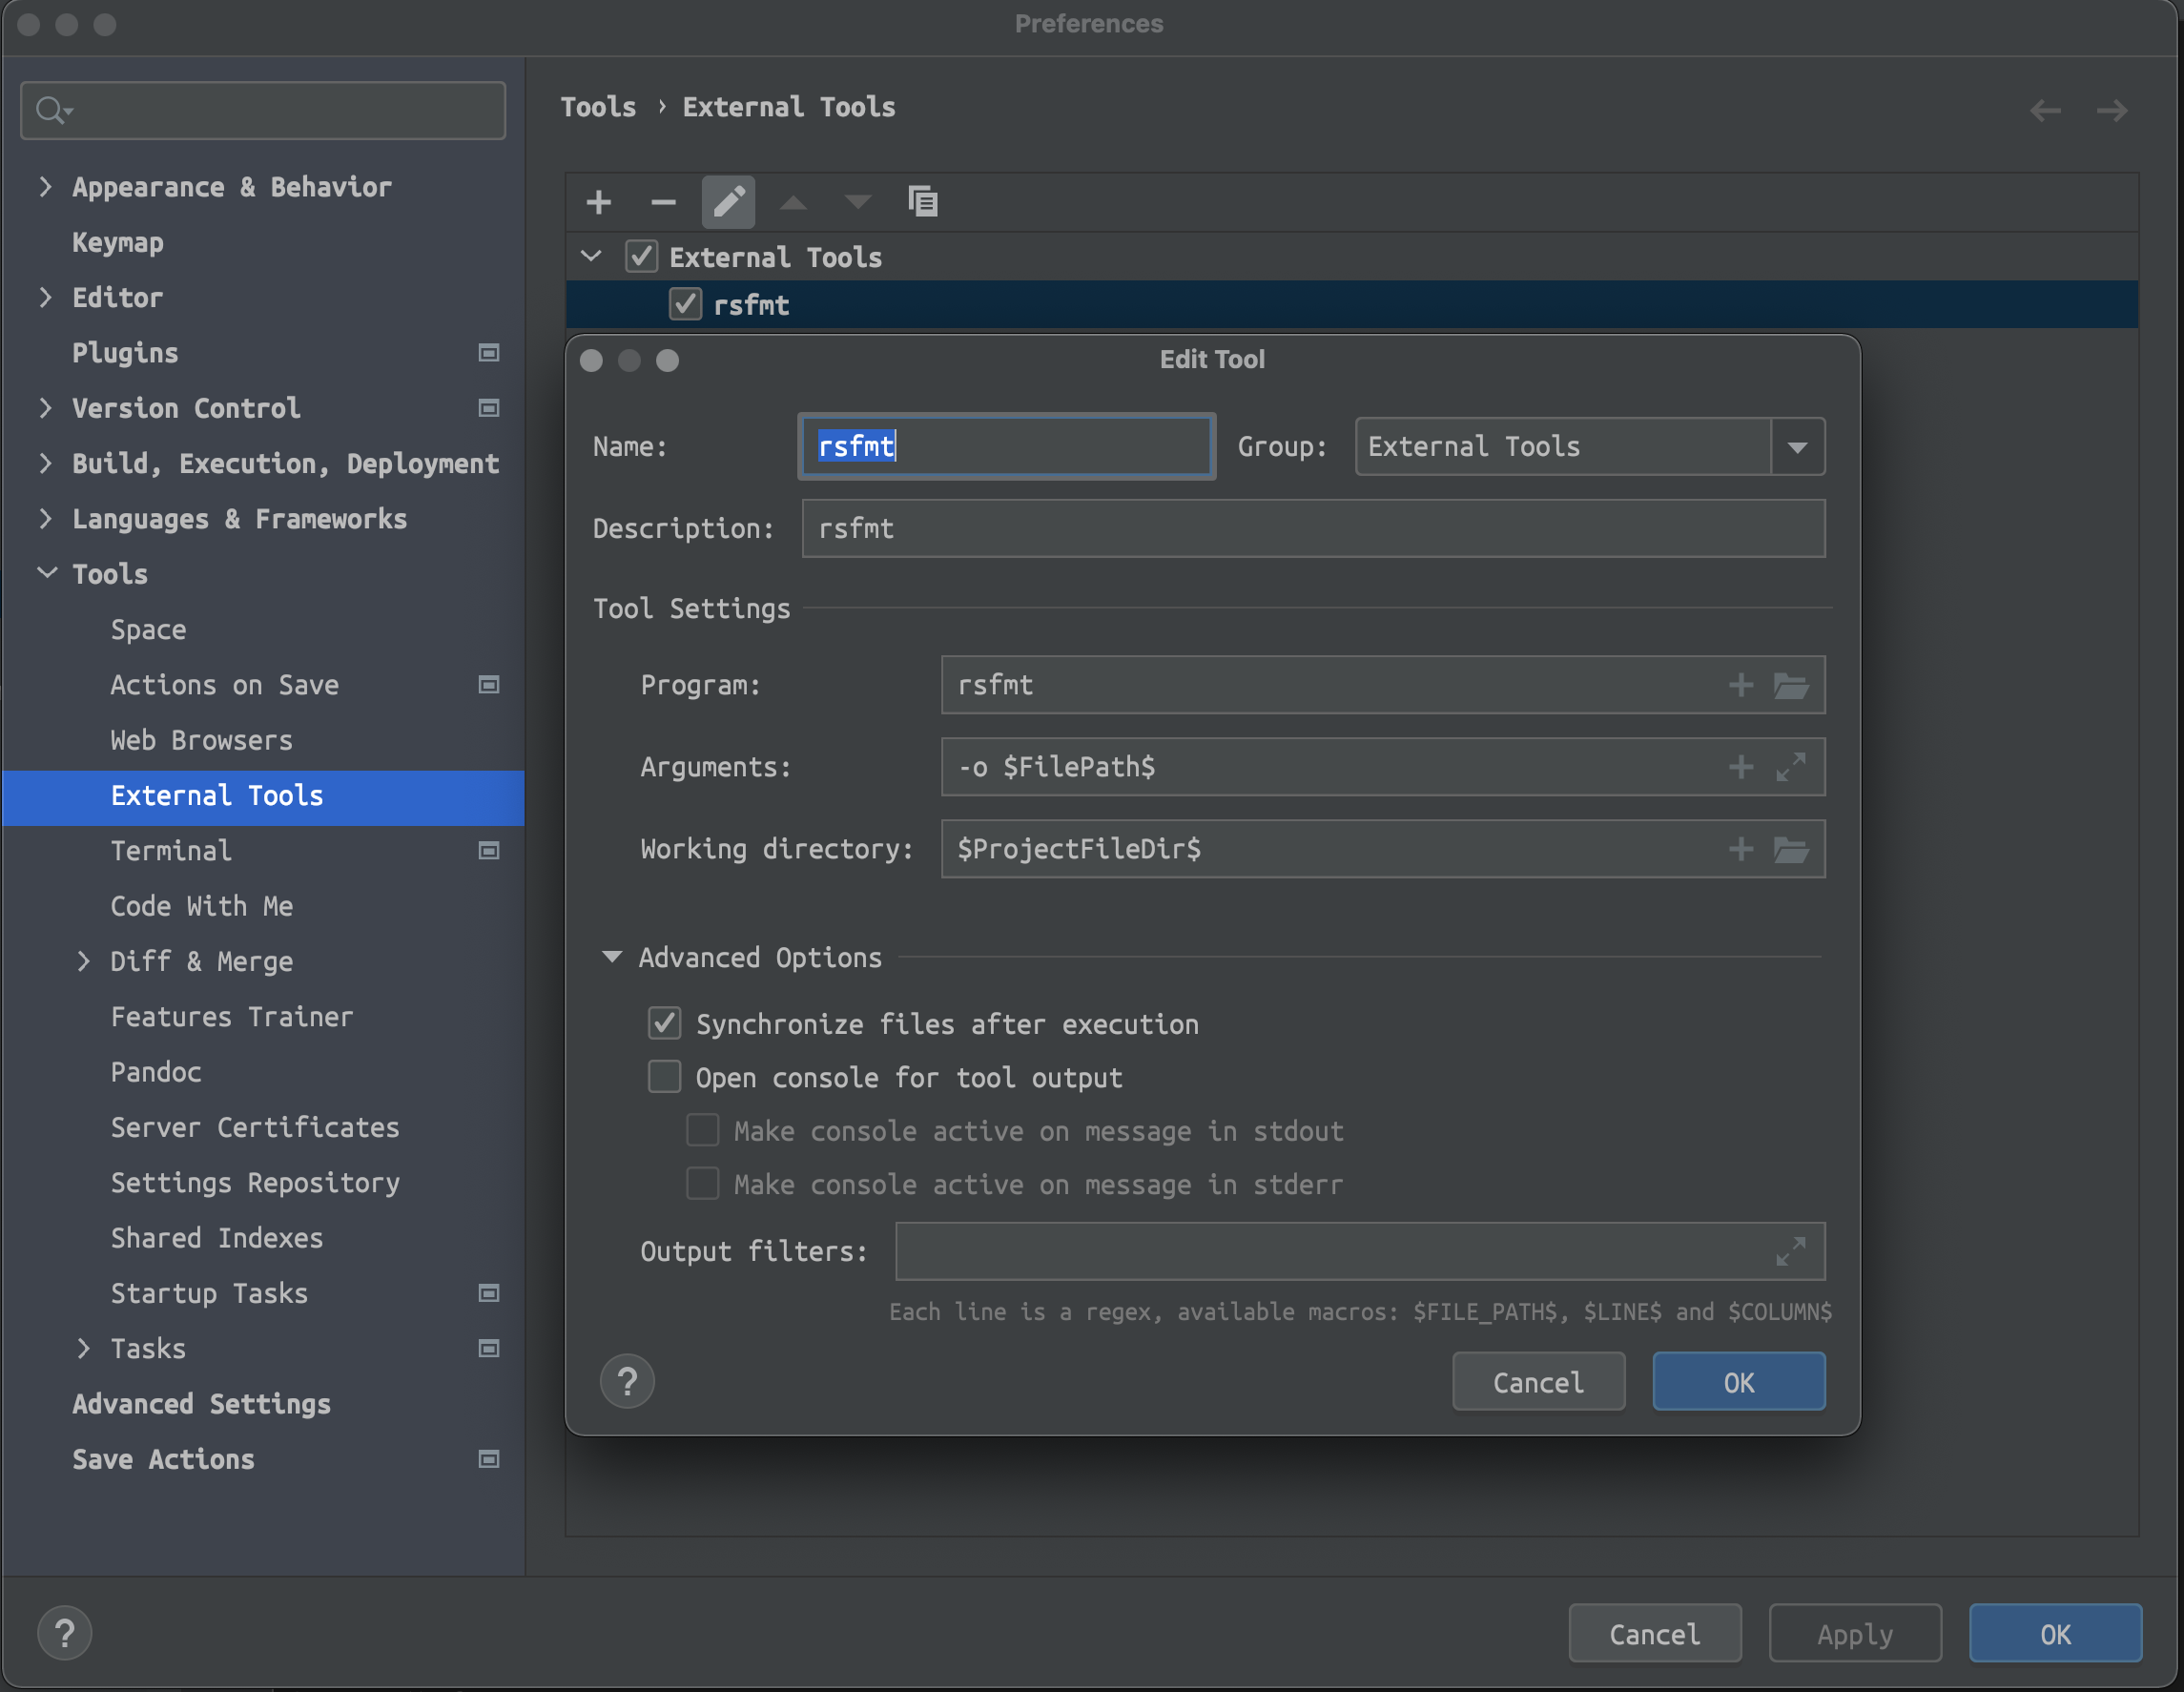 Preferences
Tools › External Tools
Appearance & Behavior
Keymap
Editor
Plugins
Version Control
Build, Execution, Deployment
Languages & Frameworks
Tools
Space
Actions on Save
Web Browsers
External Tools
Terminal
Code With Me
Diff & Merge
Features Trainer
Pandoc
Server Certificates
Settings Repository
Shared Indexes
Startup Tasks
Tasks
Advanced Settings
Save Actions
External Tools
rsfmt
Edit Tool
Name: rsfmt Group: External Tools
Description: rsfmt
Tool Settings
Program: rsfmt
Arguments: -o $FilePath$
Working directory: $ProjectFileDir$
Advanced Options
Synchronize files after execution
Open console for tool output
Make console active on message in stdout
Make console active on message in stderr
Output filters:
Each line is a regex, available macros: $FILE_PATH$, $LINE$ and $COLUMN$
? Cancel OK
? Cancel Apply OK